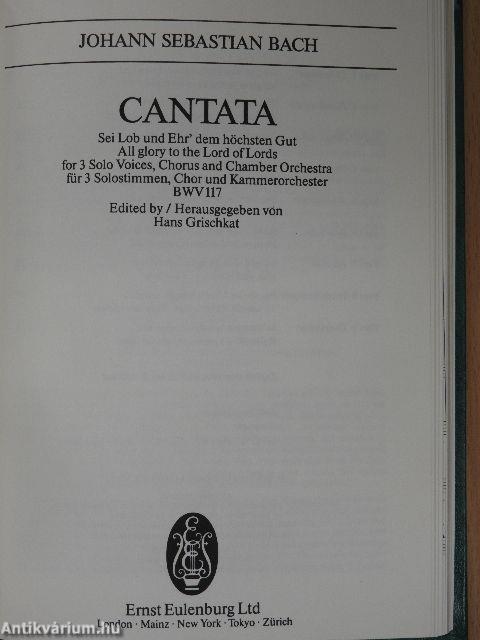 JOHANN SEBASTIAN BACH
CANTATA
Sei Lob und Ehr' dem höchsten Gut
All glory to the Lord of Lords
for 3 Solo Voices, Chorus and Chamber Orchestra
für 3 Solostimmen, Chor und Kammerorchester
BWV 117
Edited by / Herausgegeben von
Hans Grischkat
Ernst Eulenburg Ltd
London · Mainz · New York · Tokyo · Zürich
Antikvárium.hu